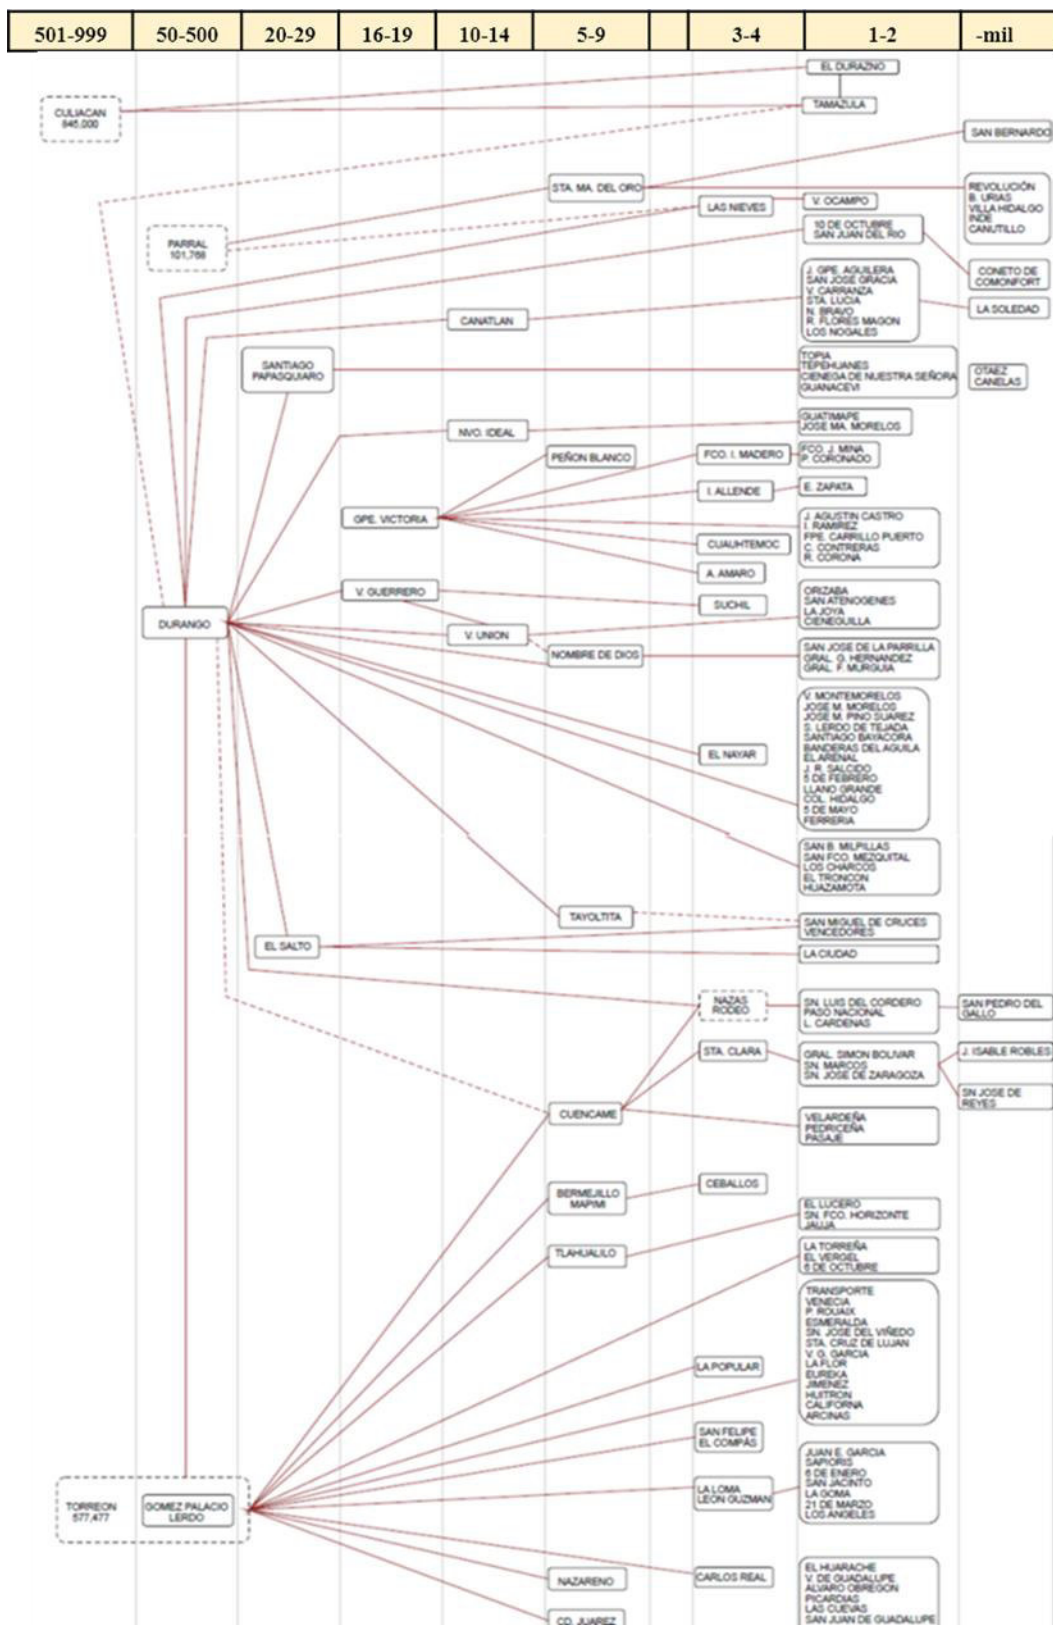 501-999
50-500
20-29
16-19
10-14
5-9
3-4
1-2
-mil
EL DURAZNO
CULIACAN
845,000
TAMAZULA
SAN BERNARDO
STA. MA. DEL ORO
REVOLUCIÓN
B. URIAS
VILLA HIDALGO
INDE
CANUTILLO
LAS NIEVES
V. OCAMPO
PARRAL
101,768
10 DE OCTUBRE
SAN JUAN DEL RIO
CONETO DE
COMONFORT
J. GPE. AGUILERA
SAN JOSE GRACIA
V. CARRANZA
STA. LUCIA
N. BRAVO
R. FLORES MAGON
LOS NOGALES
LA SOLEDAD
CANATLAN
SANTIAGO
PAPASQUIARO
TOPIA
TEPEHUANES
CIENEGA DE NUESTRA SEÑORA
GUANACEVI
OTAEZ
CANELAS
NVO. IDEAL
GUATIMAPE
JOSE MA. MORELOS
PEÑON BLANCO
FCO. I. MADERO
FCO. J. MINA
P. CORONADO
I. ALLENDE
E. ZAPATA
GPE. VICTORIA
J. AGUSTIN CASTRO
I. RAMIREZ
FPE. CARRILLO PUERTO
C. CONTRERAS
R. CORONA
CUAUHTEMOC
A. AMARO
V. GUERRERO
SUCHIL
ORIZABA
SAN ATENOGENES
LA JOYA
CIENEGUILLA
DURANGO
V. UNION
NOMBRE DE DIOS
SAN JOSE DE LA PARRILLA
GRAL. G. HERNANDEZ
GRAL. F. MURGUIA
EL NAYAR
V. MONTEMORELOS
JOSE M. MORELOS
JOSE M. PINO SUAREZ
S. LERDO DE TEJADA
SANTIAGO BAYACORA
BANDERAS DEL AGUILA
EL ARENAL
J. R. SALCIDO
5 DE FEBRERO
LLANO GRANDE
COL. HIDALGO
5 DE MAYO
FERRERIA
SAN B. MILPILLAS
SAN FCO. MEZQUITAL
LOS CHARCOS
EL TRONCON
HUAZAMOTA
TAYOLTITA
SAN MIGUEL DE CRUCES
VENCEDORES
EL SALTO
LA CIUDAD
NAZAS
RODEO
SN. LUIS DEL CORDERO
PASO NACIONAL
L. CARDENAS
SAN PEDRO DEL
GALLO
STA. CLARA
GRAL. SIMON BOLIVAR
SN. MARCOS
SN. JOSE DE ZARAGOZA
J. ISABLE ROBLES
SN JOSE DE
REYES
CUENCAME
VELARDEÑA
PEDRICEÑA
PASAJE
BERMEJILLO
MAPIMI
CEBALLOS
EL LUCERO
SN. FCO. HORIZONTE
JAUJA
TLAHUALILO
LA TORREÑA
EL VERGEL
6 DE OCTUBRE
TRANSPORTE
VENECIA
P. ROUAIX
ESMERALDA
SN. JOSE DEL VIÑEDO
STA. CRUZ DE LUJAN
V. G. GARCIA
LA FLOR
EUREKA
JIMENEZ
HUITRON
CALIFORNA
ARCINAS
LA POPULAR
SAN FELIPE
EL COMPÁS
JUAN E. GARCIA
SAPIORIS
6 DE ENERO
SAN JACINTO
LA GOMA
21 DE MARZO
LOS ANGELES
LA LOMA
LEON GUZMAN
TORREON
577,477
GOMEZ PALACIO
LERDO
NAZARENO
CARLOS REAL
EL HUARACHE
V. DE GUADALUPE
ALVARO OBREGON
PICARDIAS
LAS CUEVAS
SAN JUAN DE GUADALUPE
CD. JUAREZ